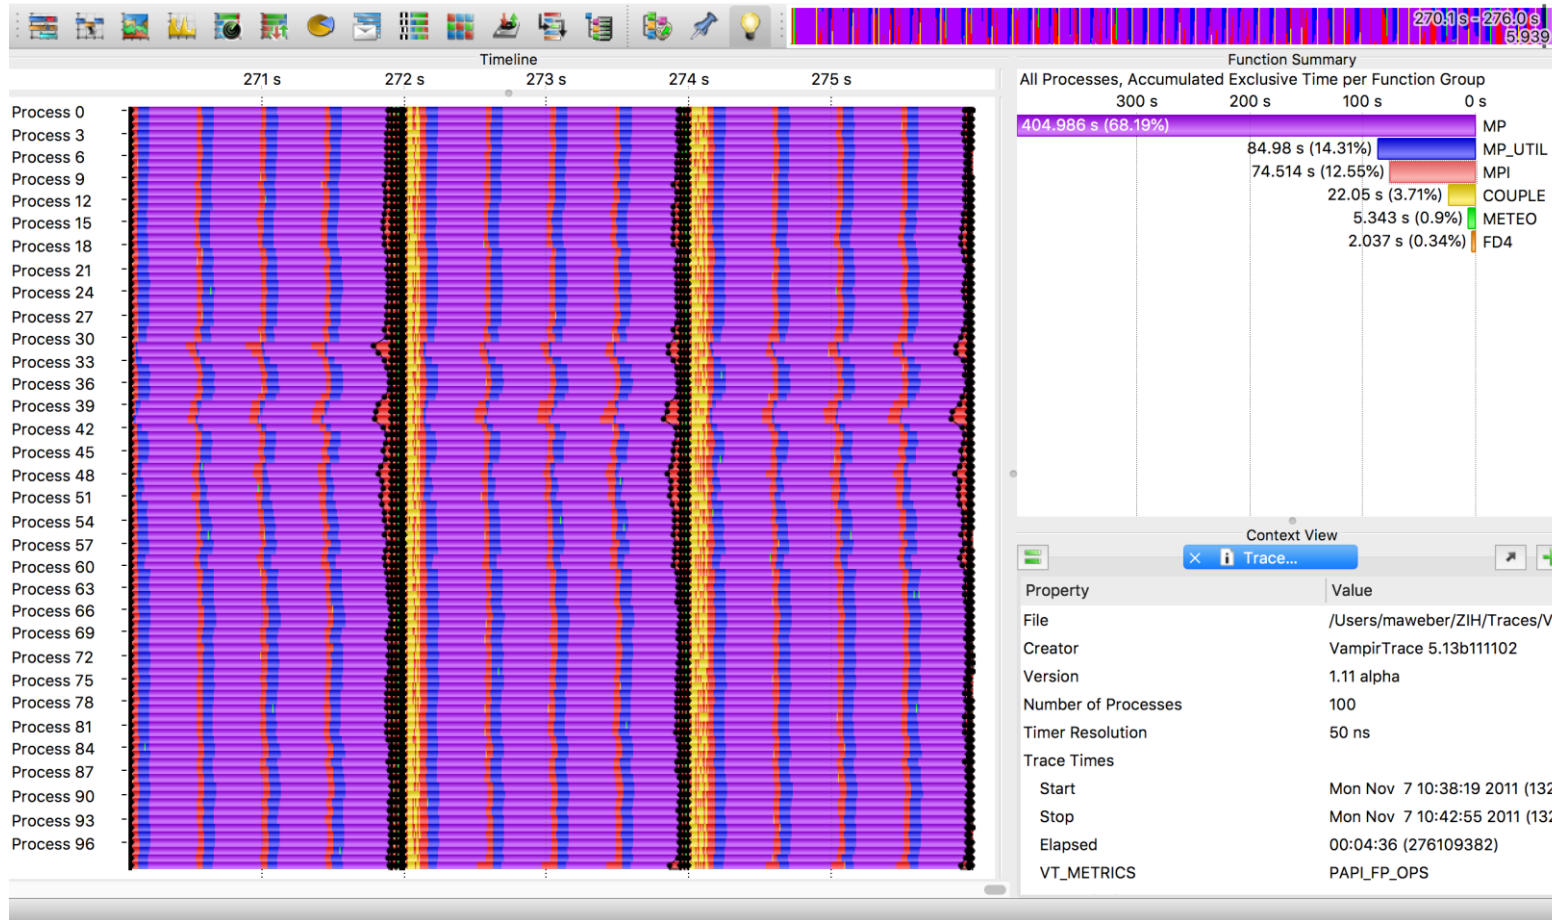 270.1 s - 276.0 s
5.939
Timeline
271 s 272 s 273 s 274 s 275 s
Process 0
Process 3
Process 6
Process 9
Process 12
Process 15
Process 18
Process 21
Process 24
Process 27
Process 30
Process 33
Process 36
Process 39
Process 42
Process 45
Process 48
Process 51
Process 54
Process 57
Process 60
Process 63
Process 66
Process 69
Process 72
Process 75
Process 78
Process 81
Process 84
Process 87
Process 90
Process 93
Process 96
Function Summary
All Processes, Accumulated Exclusive Time per Function Group
300 s 200 s 100 s 0 s
404.986 s (68.19%) MP
84.98 s (14.31%) MP_UTIL
74.514 s (12.55%) MPI
22.05 s (3.71%) COUPLE
5.343 s (0.9%) METEO
2.037 s (0.34%) FD4
Context View
Trace...
Property Value
File /Users/maweber/ZIH/Traces/V
Creator VampirTrace 5.13b111102
Version 1.11 alpha
Number of Processes 100
Timer Resolution 50 ns
Trace Times
Start Mon Nov 7 10:38:19 2011 (132
Stop Mon Nov 7 10:42:55 2011 (132
Elapsed 00:04:36 (276109382)
VT_METRICS PAPI_FP_OPS